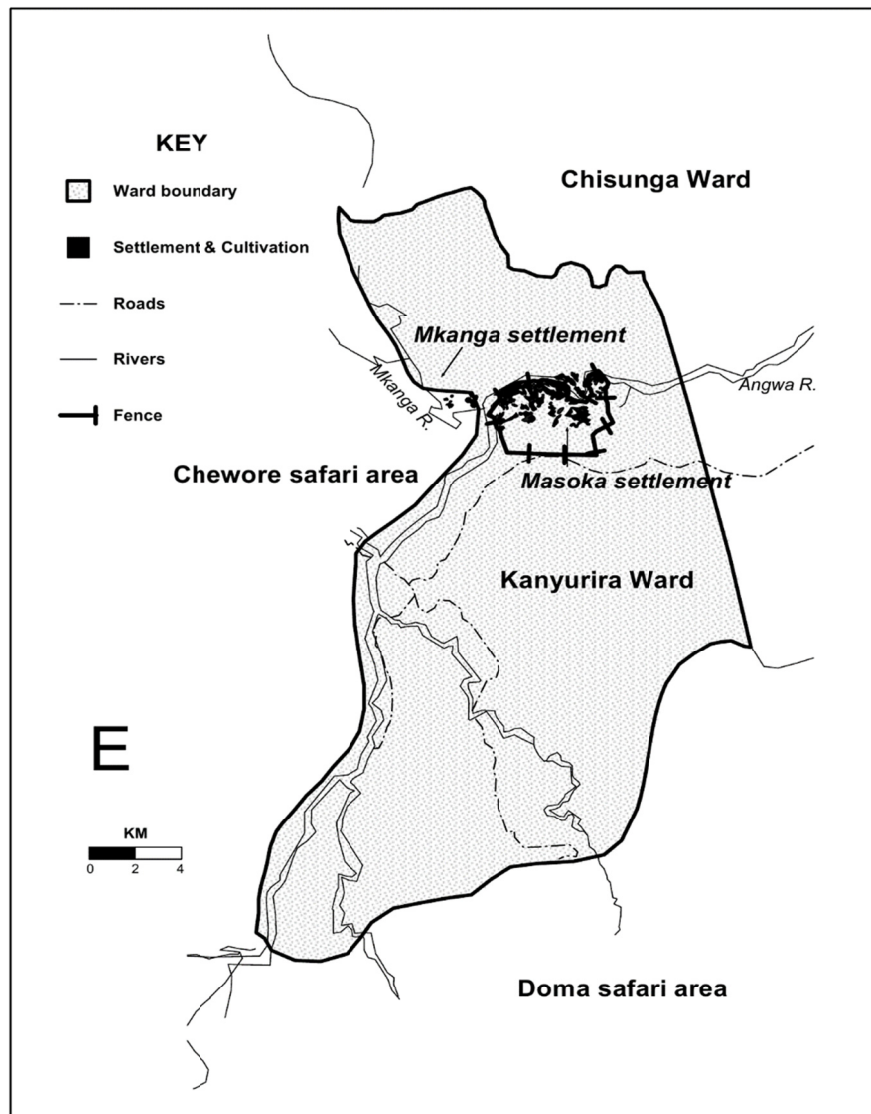 KEY
Ward boundary
Settlement & Cultivation
Roads
Rivers
Fence
Chisunga Ward
Mkanga settlement
Mkanga R.
Angwa R.
Chewore safari area
Masoka settlement
Kanyurira Ward
E
KM
0 2 4
Doma safari area